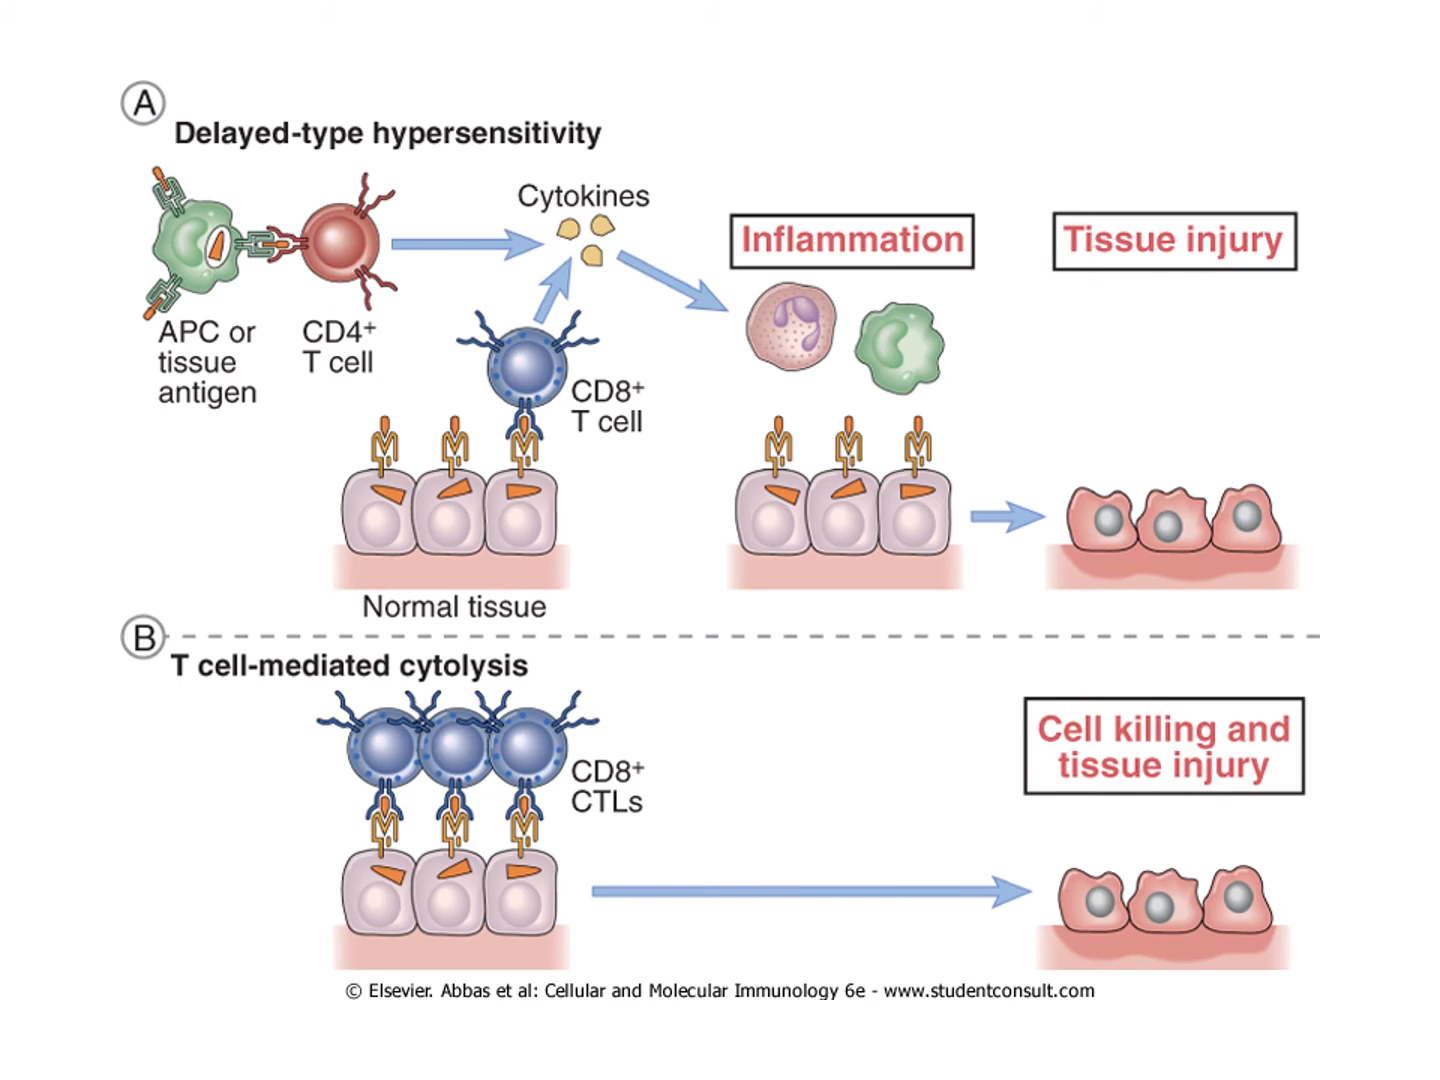 A
Delayed-type hypersensitivity
Cytokines
Inflammation
Tissue injury
APC or
tissue
antigen
CD4+
T cell
CD8+
T cell
Normal tissue
B
T cell-mediated cytolysis
CD8+
CTLs
Cell killing and
tissue injury
© Elsevier. Abbas et al: Cellular and Molecular Immunology 6e - www.studentconsult.com